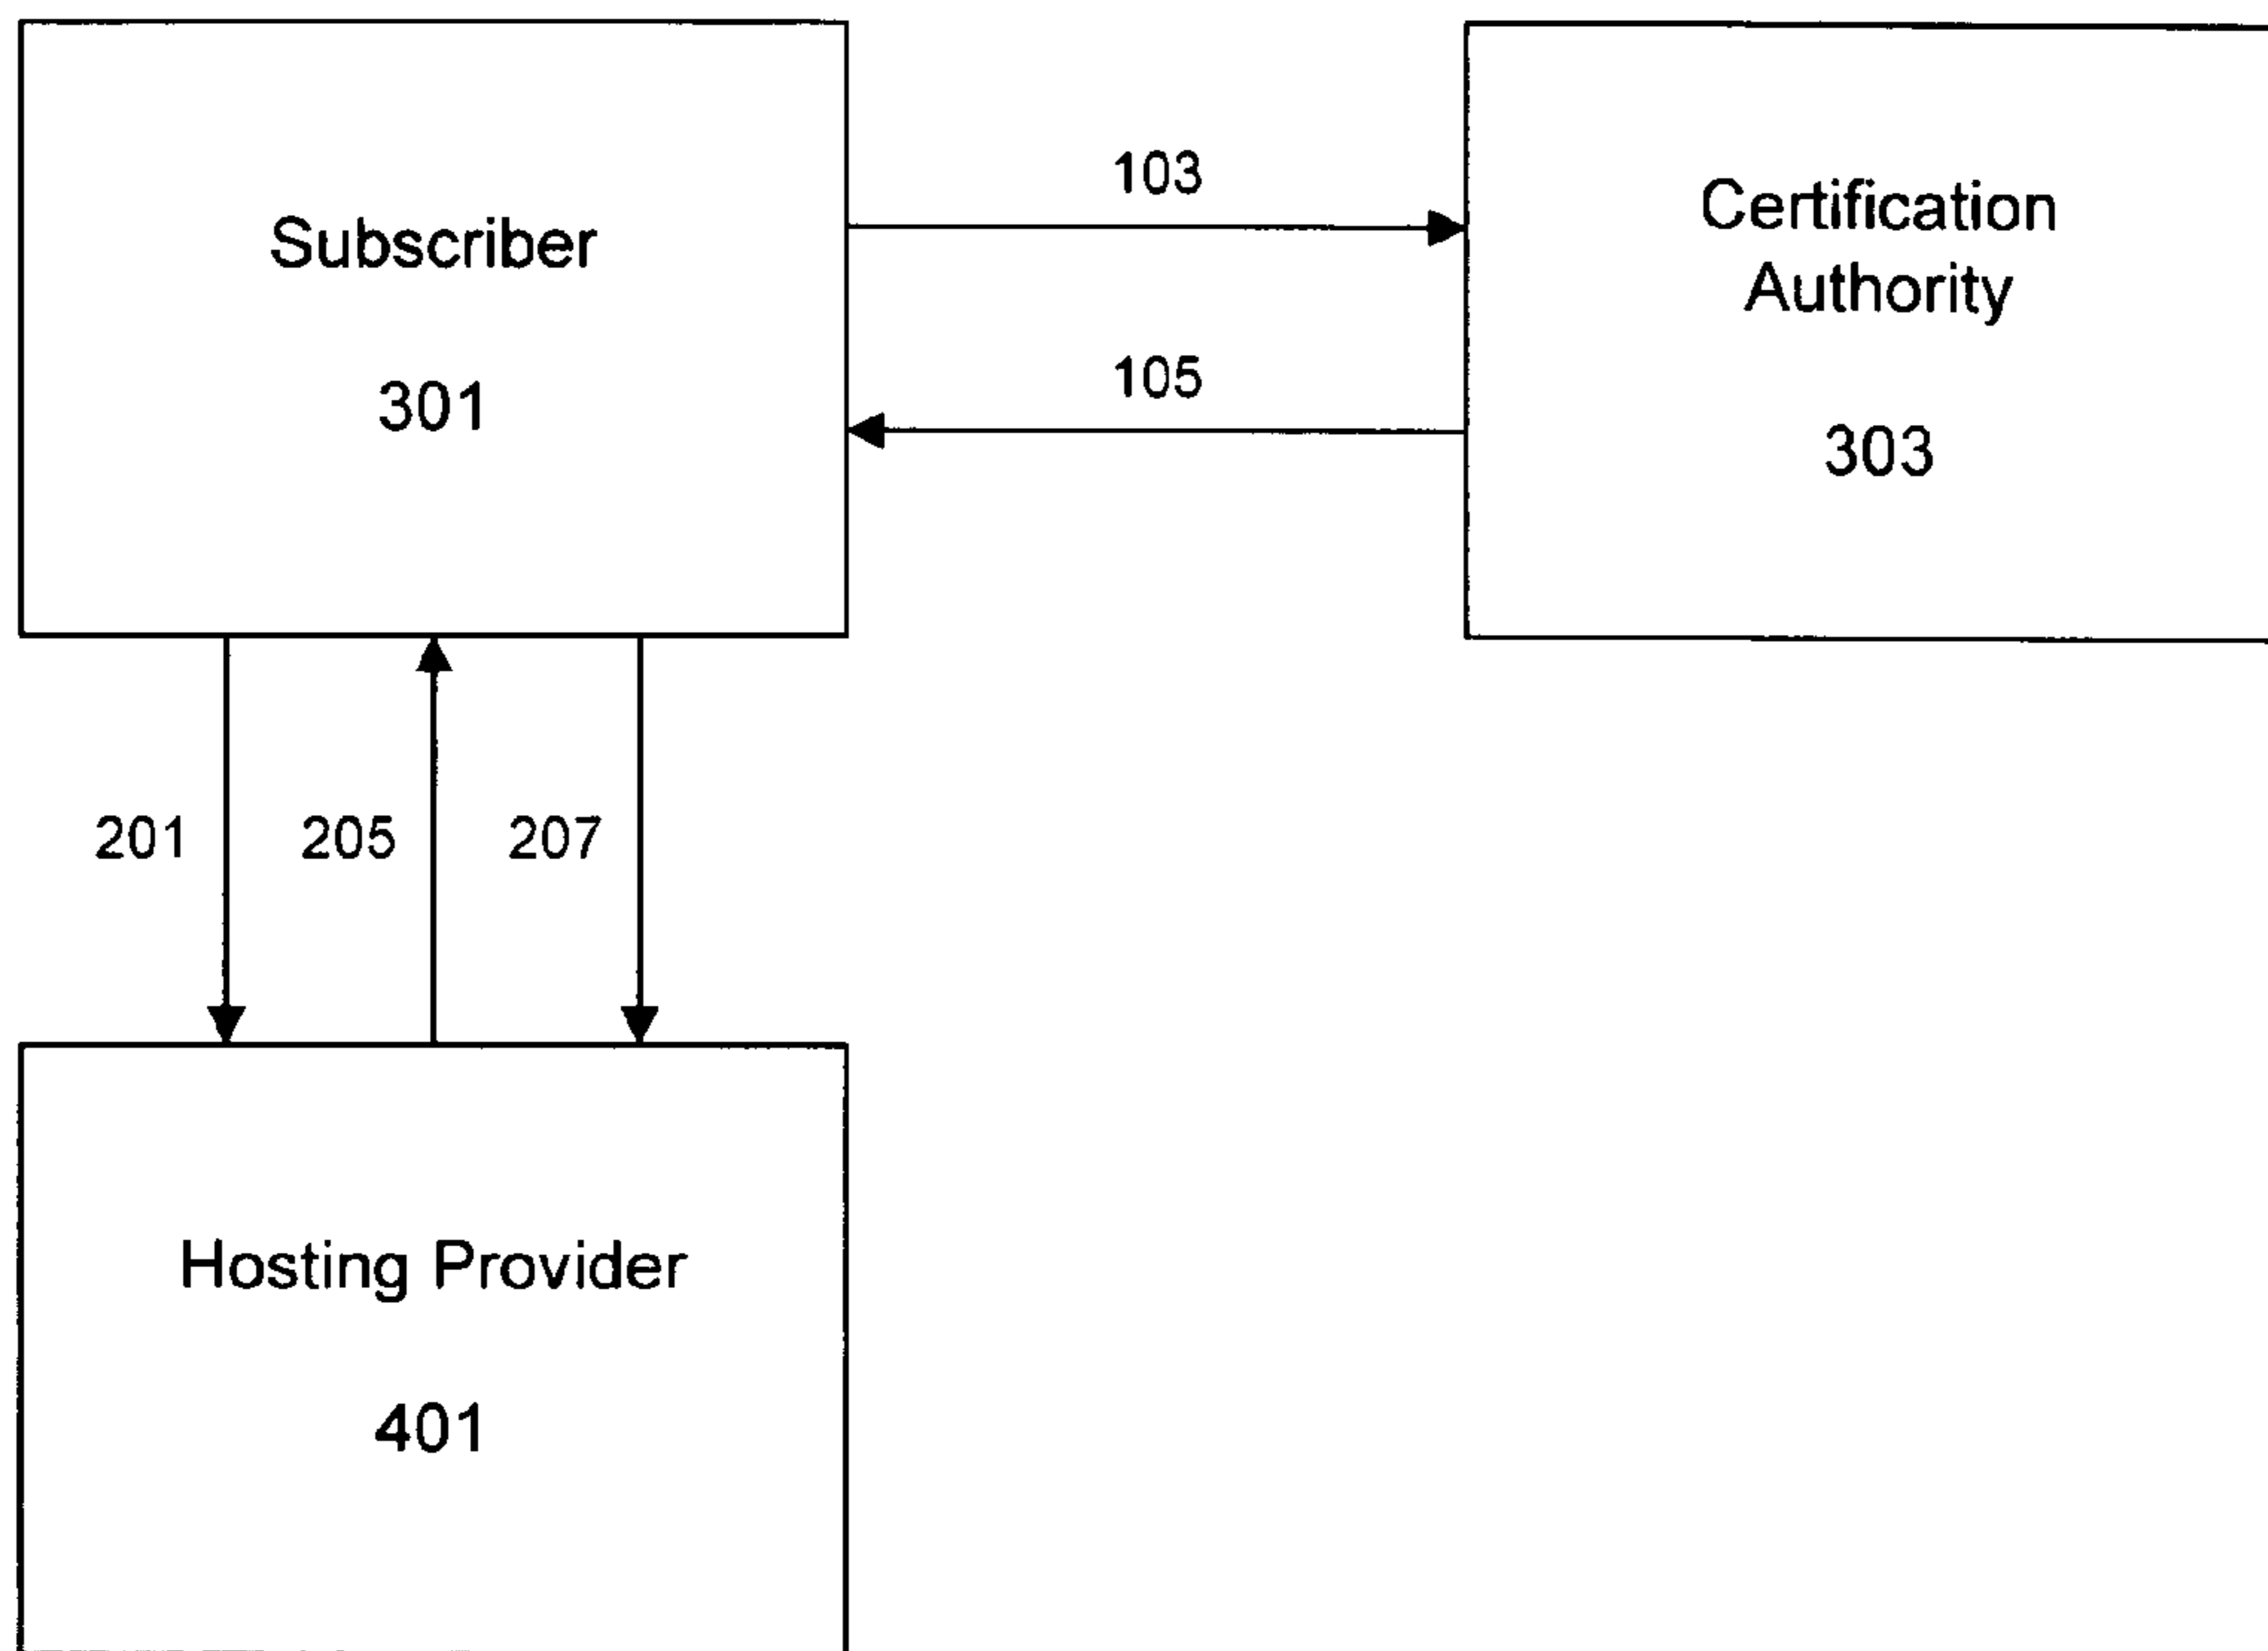 Subscriber
301
103
105
Certification
Authority
303
201
205
207
Hosting Provider
401